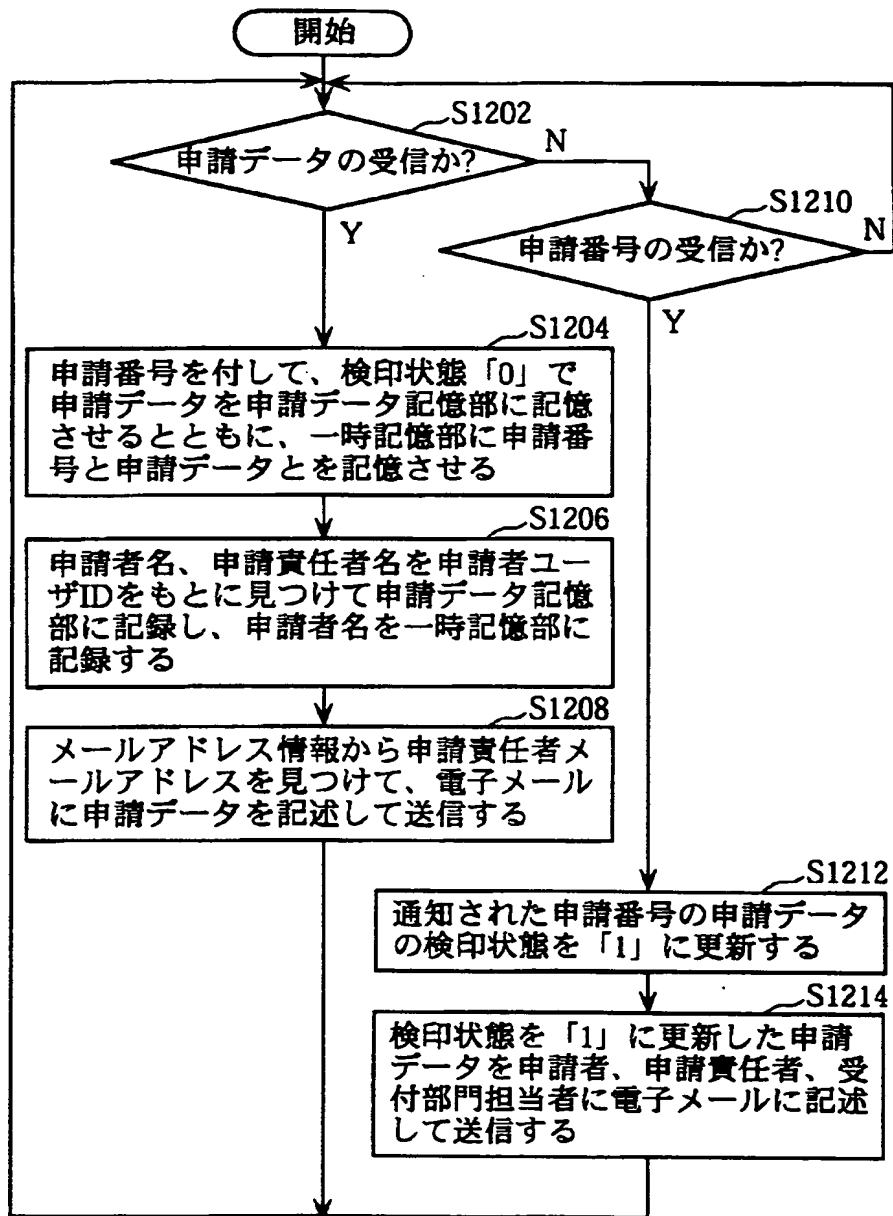 開始
S1202
申請データの受信か?
N
Y
S1210
申請番号の受信か?
N
Y
S1204
申請番号を付して、検印状態「0」で
申請データを申請データ記憶部に記憶
させるとともに、一時記憶部に申請番
号と申請データとを記憶させる
S1206
申請者名、申請責任者名を申請者ユー
ザIDをもとに見つけて申請データ記憶
部に記録し、申請者名を一時記憶部に
記録する
S1208
メールアドレス情報から申請責任者メ
ールアドレスを見つけて、電子メール
に申請データを記述して送信する
S1212
通知された申請番号の申請データ
の検印状態を「1」に更新する
S1214
検印状態を「1」に更新した申請
データを申請者、申請責任者、受
付部門担当者に電子メールに記述
して送信する